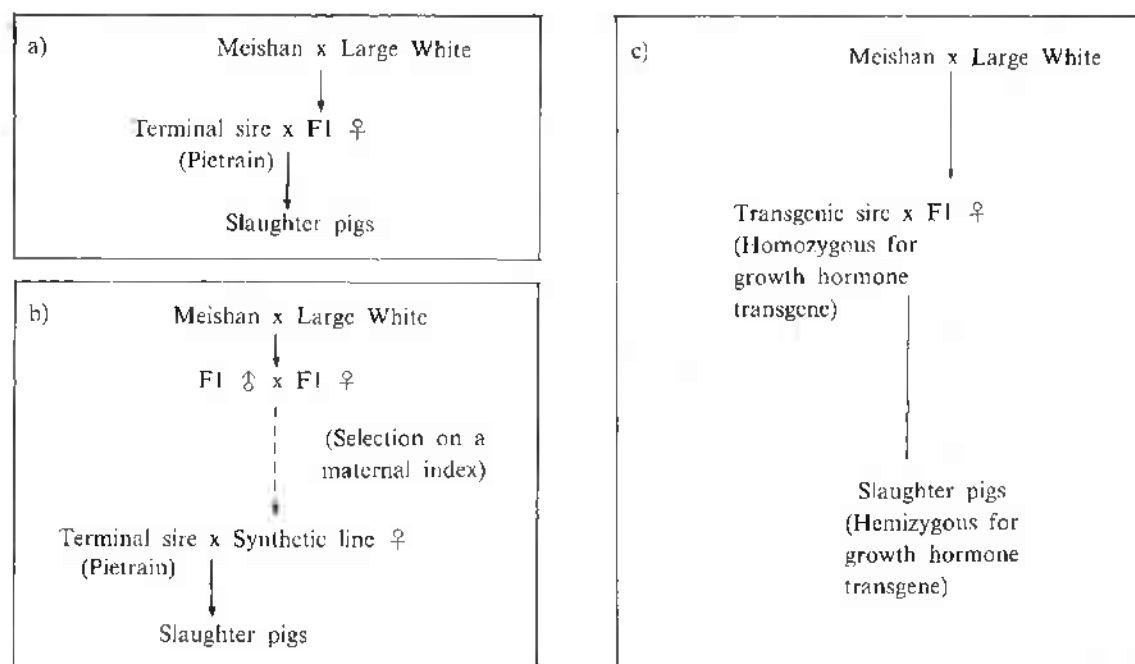 a)
Meishan x Large White
Terminal sire x F1 ♀
(Pietrain)
Slaughter pigs
b)
Meishan x Large White
F1 ♂ x F1 ♀
(Selection on a
maternal index)
Terminal sire x Synthetic line ♀
(Pietrain)
Slaughter pigs
c)
Meishan x Large White
Transgenic sire x F1 ♀
(Homozygous for
growth hormone
transgene)
Slaughter pigs
(Hemizygous for
growth hormone
transgene)